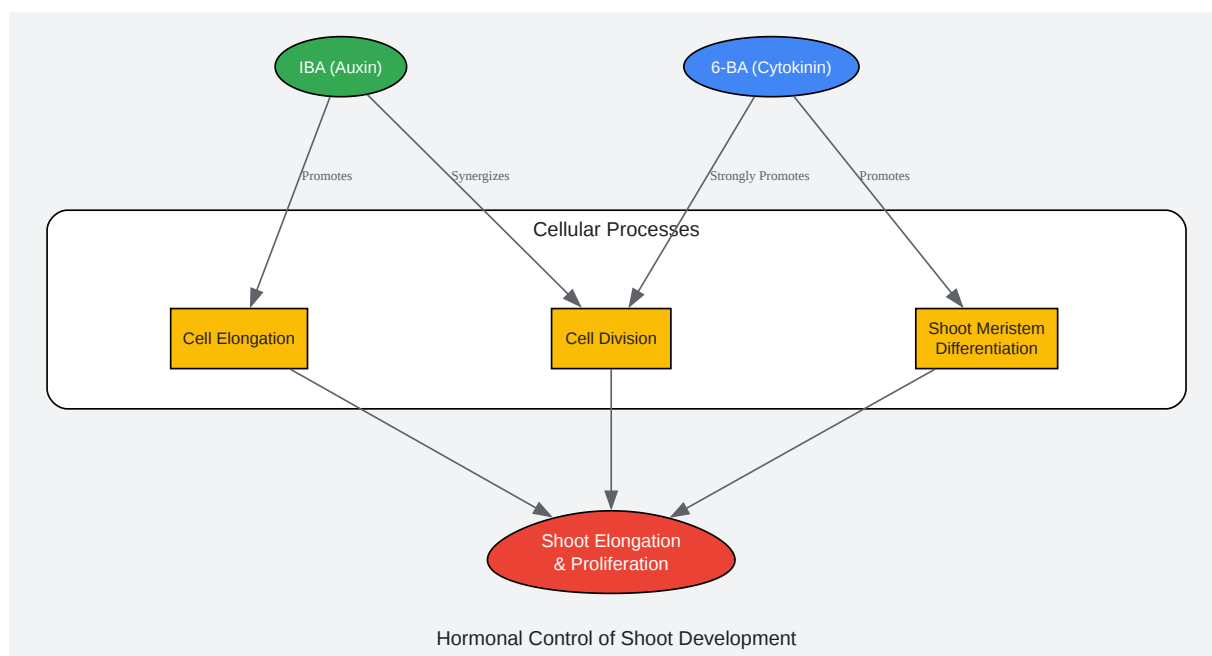 IBA (Auxin)
6-BA (Cytokinin)
Promotes
Synergizes
Strongly Promotes
Promotes
Cellular Processes
Cell Elongation
Cell Division
Shoot Meristem
Differentiation
Shoot Elongation
& Proliferation
Hormonal Control of Shoot Development